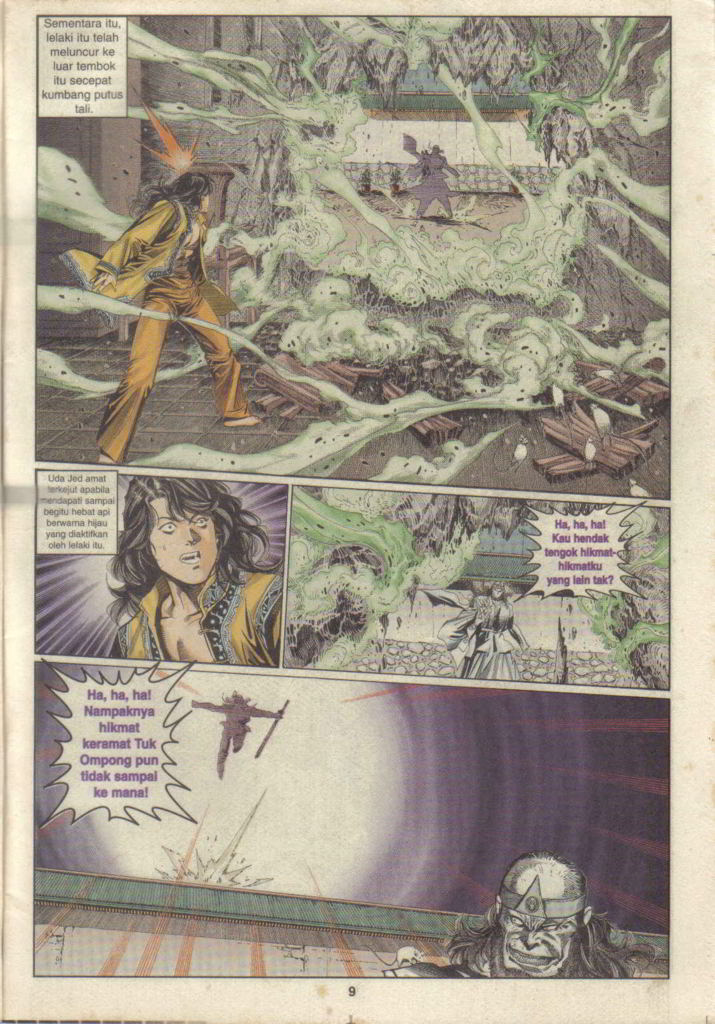 Sementara itu,
lelaki itu telah
meluncur ke
luar tembok
itu secepat
kumbang putus
tali.
Uda Jed amat
terkejut apabila
mendapati sampai
begitu hebat api
berwarna hijau
yang diaktifkan
oleh lelaki itu.
Ha, ha, ha!
Kau hendak
tengok hikmat-
hikmatku
yang lain tak?
Ha, ha, ha!
Nampaknya
hikmat
keramat Tuk
Ompong pun
tidak sampai
ke mana!
9